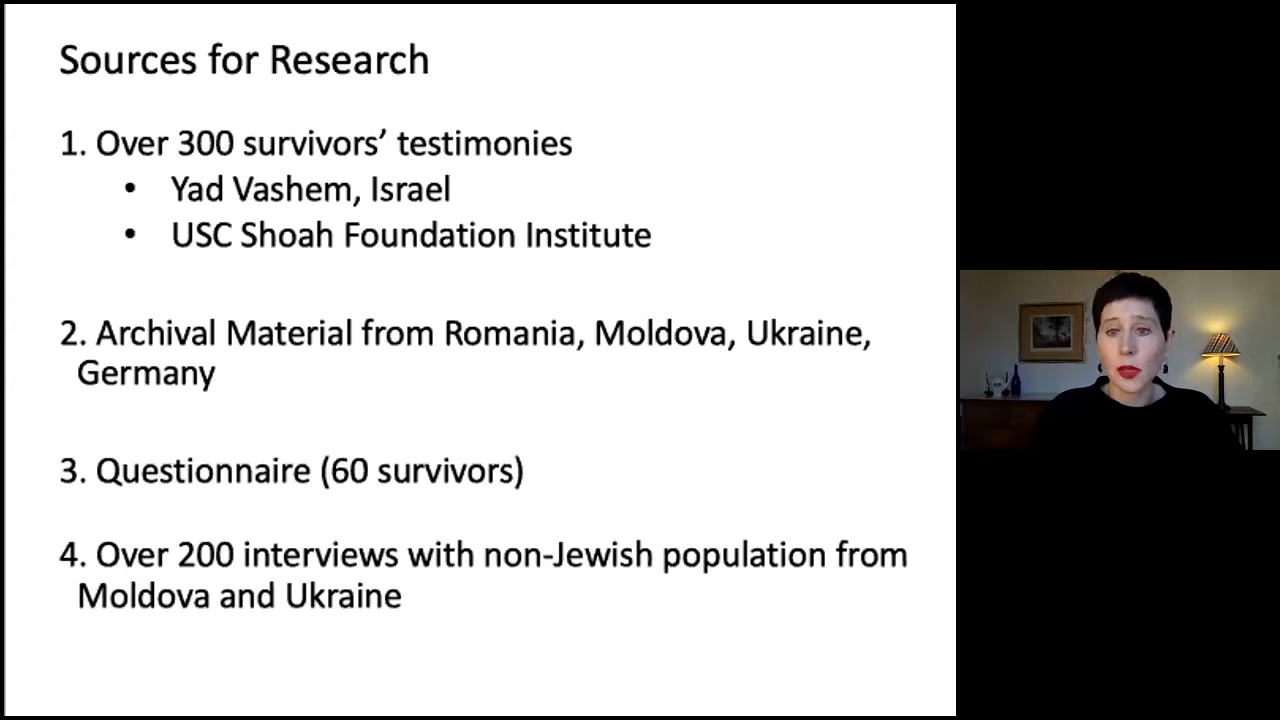 Sources for Research
1. Over 300 survivors’ testimonies
• Yad Vashem, Israel
• USC Shoah Foundation Institute
2. Archival Material from Romania, Moldova, Ukraine,
Germany
3. Questionnaire (60 survivors)
4. Over 200 interviews with non-Jewish population from
Moldova and Ukraine